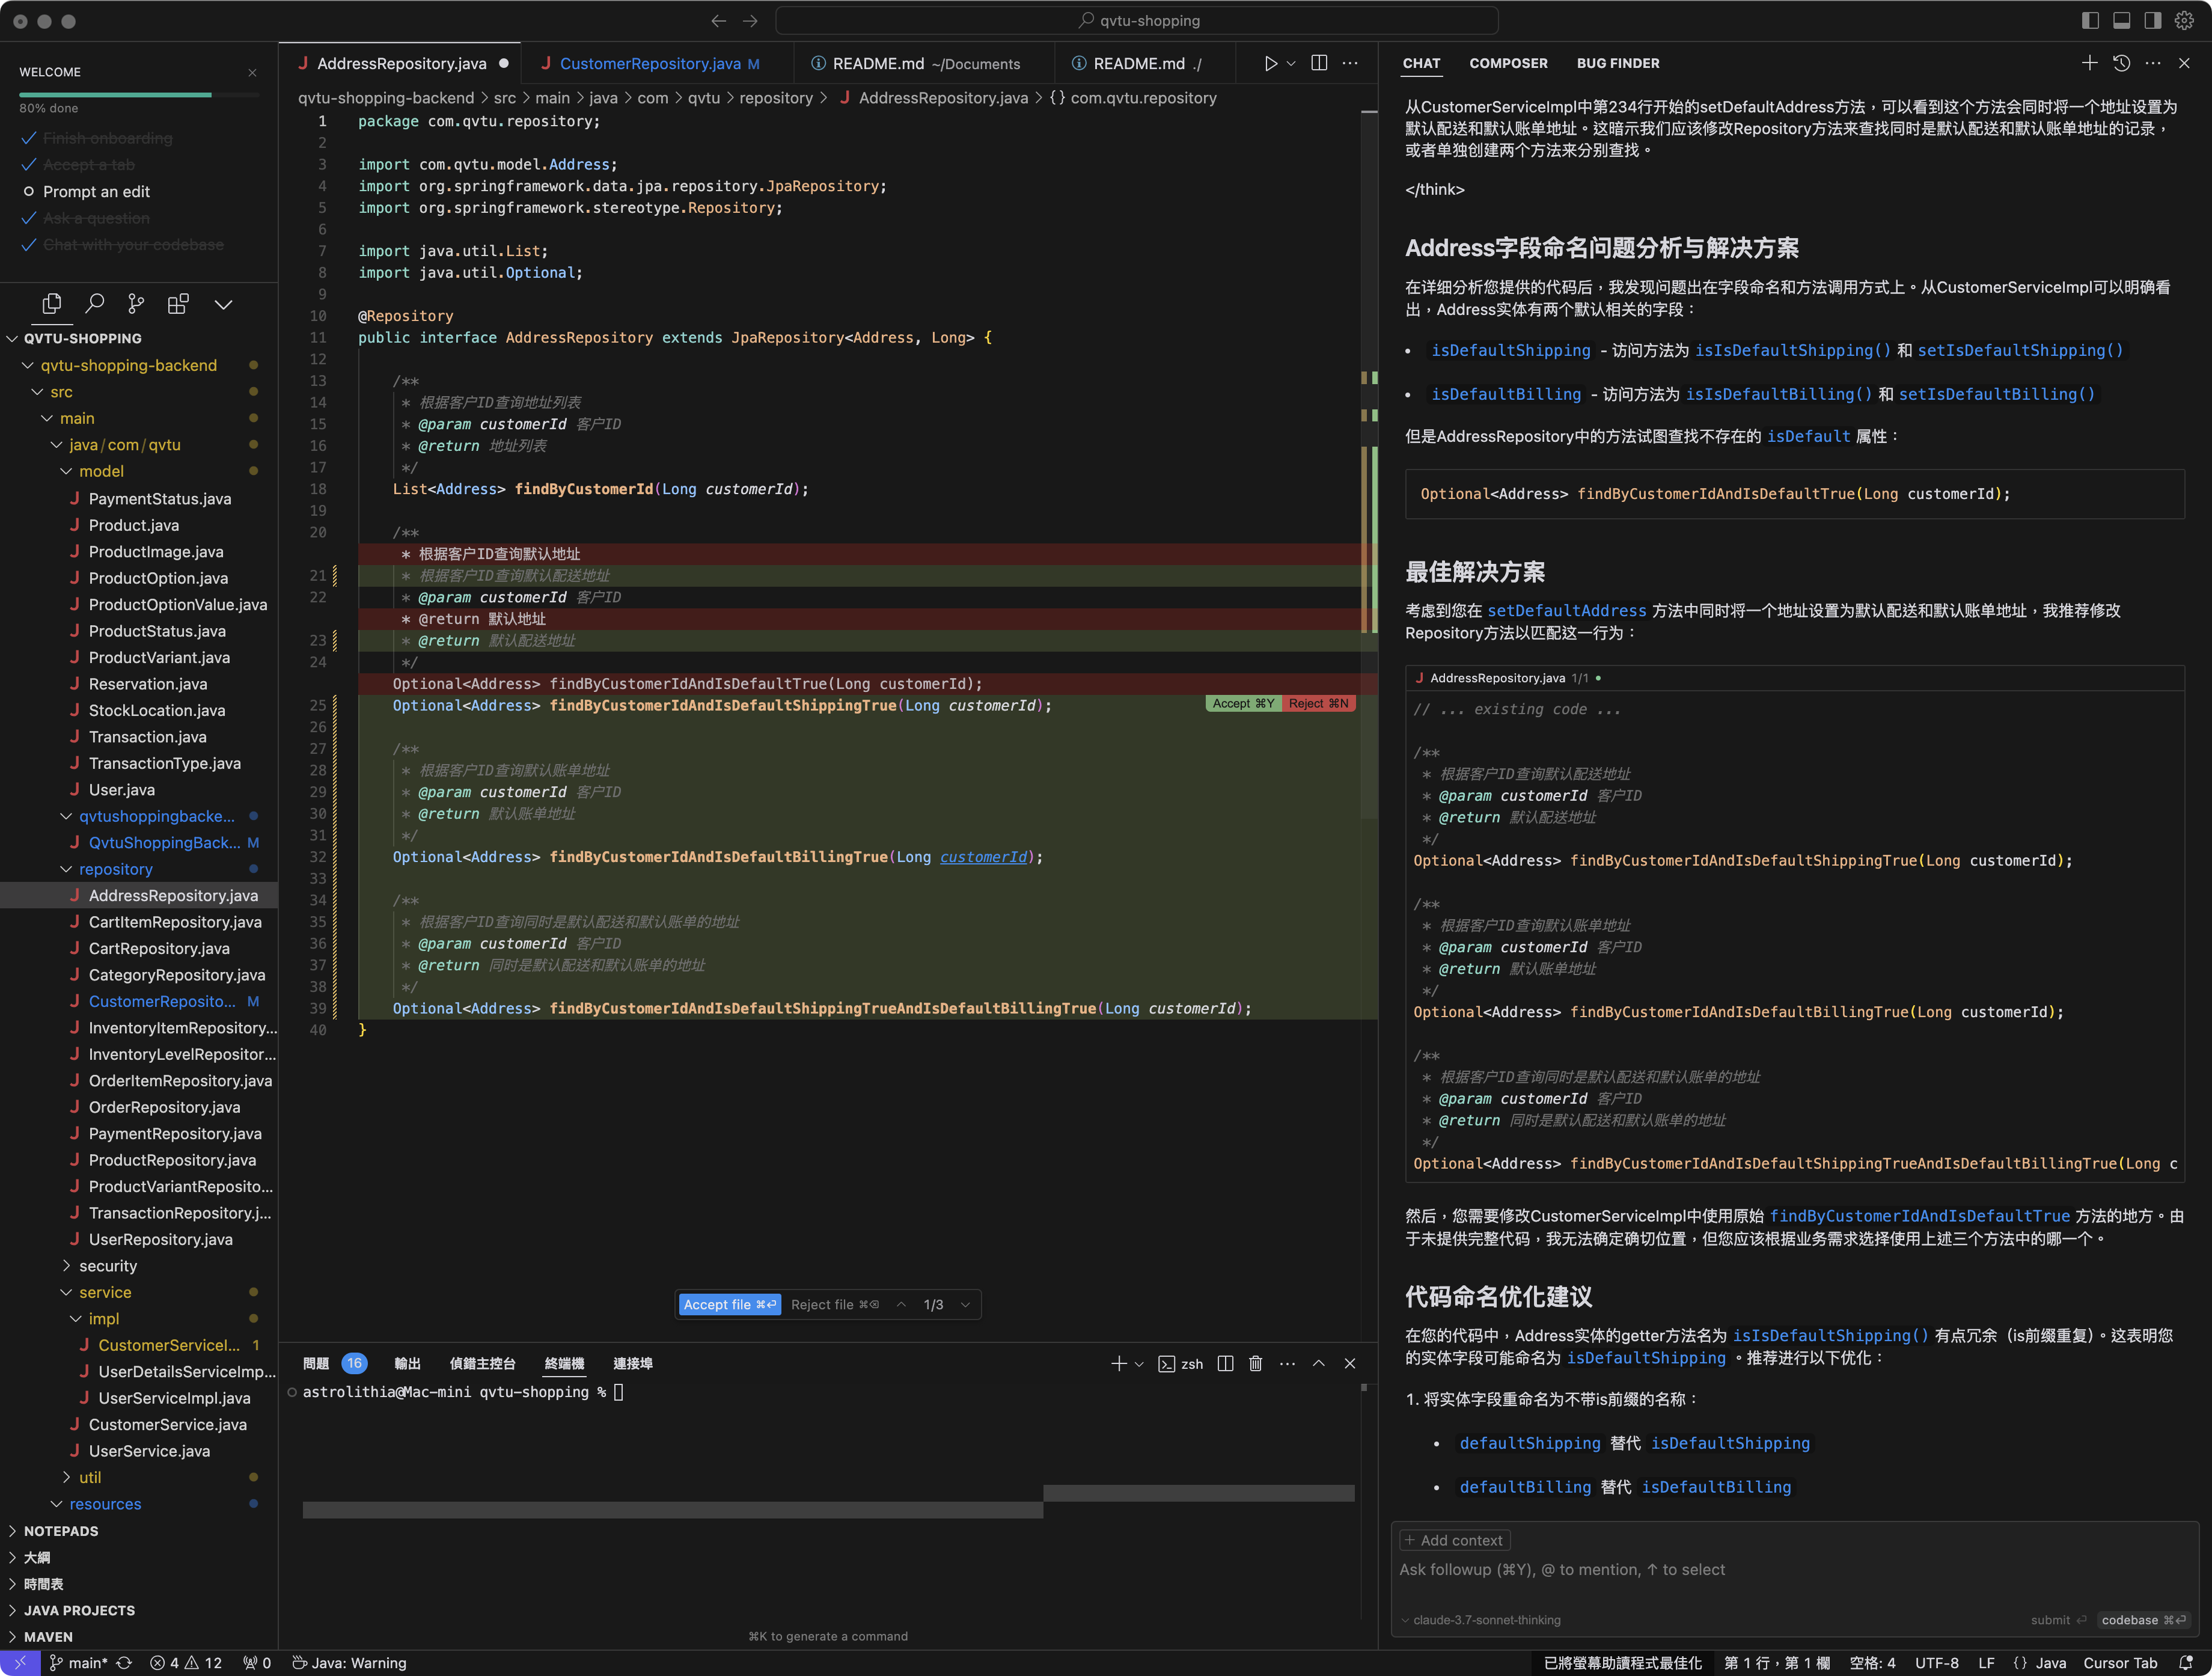 qvtu-shopping
WELCOME
80% done
Finish onboarding
Accept a tab
Prompt an edit
Ask a question
Chat with your codebase
QVTU-SHOPPING
qvtu-shopping-backend
src
main
java/com/qvtu
model
PaymentStatus.java
Product.java
ProductImage.java
ProductOption.java
ProductOptionValue.java
ProductStatus.java
ProductVariant.java
Reservation.java
StockLocation.java
Transaction.java
TransactionType.java
User.java
qvtushoppingbacke...
QvtuShoppingBack... M
repository
AddressRepository.java
CartItemRepository.java
CartRepository.java
CategoryRepository.java
CustomerReposito... M
InventoryItemRepository...
InventoryLevelRepositor...
OrderItemRepository.java
OrderRepository.java
PaymentRepository.java
ProductRepository.java
ProductVariantReposito...
TransactionRepository.j...
UserRepository.java
security
service
impl
CustomerServiceI... 1
UserDetailsServiceImp...
UserServiceImpl.java
CustomerService.java
UserService.java
util
resources
NOTEPADS
大綱
時間表
JAVA PROJECTS
MAVEN
AddressRepository.java
CustomerRepository.java M
README.md ~/Documents
README.md ./
qvtu-shopping-backend > src > main > java > com > qvtu > repository > J AddressRepository.java > {} com.qvtu.repository
1 package com.qvtu.repository;
2
3 import com.qvtu.model.Address;
4 import org.springframework.data.jpa.repository.JpaRepository;
5 import org.springframework.stereotype.Repository;
6
7 import java.util.List;
8 import java.util.Optional;
9
10 @Repository
11 public interface AddressRepository extends JpaRepository<Address, Long> {
12
13 /**
14 * 根据客户ID查询地址列表
15 * @param customerId 客户ID
16 * @return 地址列表
17 */
18 List<Address> findByCustomerId(Long customerId);
19
20 /**
* 根据客户ID查询默认地址
21 * 根据客户ID查询默认配送地址
22 * @param customerId 客户ID
* @return 默认地址
23 * @return 默认配送地址
24 */
Optional<Address> findByCustomerIdAndIsDefaultTrue(Long customerId);
25 Optional<Address> findByCustomerIdAndIsDefaultShippingTrue(Long customerId);
Accept ⌘Y Reject ⌘N
26
27 /**
28 * 根据客户ID查询默认账单地址
29 * @param customerId 客户ID
30 * @return 默认账单地址
31 */
32 Optional<Address> findByCustomerIdAndIsDefaultBillingTrue(Long customerId);
33
34 /**
35 * 根据客户ID查询同时是默认配送和默认账单的地址
36 * @param customerId 客户ID
37 * @return 同时是默认配送和默认账单的地址
38 */
39 Optional<Address> findByCustomerIdAndIsDefaultShippingTrueAndIsDefaultBillingTrue(Long customerId);
40 }
Accept file ⌘⏎ Reject file ⌘⌫ 1/3
問題 16 輸出 偵錯主控台 終端機 連接埠
zsh
astrolithia@Mac-mini qvtu-shopping %
⌘K to generate a command
CHAT COMPOSER BUG FINDER
从CustomerServiceImpl中第234行开始的setDefaultAddress方法，可以看到这个方法会同时将一个地址设置为
默认配送和默认账单地址。这暗示我们应该修改Repository方法来查找同时是默认配送和默认账单地址的记录，
或者单独创建两个方法来分别查找。
</think>
Address字段命名问题分析与解决方案
在详细分析您提供的代码后，我发现问题出在字段命名和方法调用方式上。从CustomerServiceImpl可以明确看
出，Address实体有两个默认相关的字段：
• isDefaultShipping - 访问方法为 isIsDefaultShipping() 和 setIsDefaultShipping()
• isDefaultBilling - 访问方法为 isIsDefaultBilling() 和 setIsDefaultBilling()
但是AddressRepository中的方法试图查找不存在的 isDefault 属性：
Optional<Address> findByCustomerIdAndIsDefaultTrue(Long customerId);
最佳解决方案
考虑到您在 setDefaultAddress 方法中同时将一个地址设置为默认配送和默认账单地址，我推荐修改
Repository方法以匹配这一行为：
AddressRepository.java 1/1 •
// ... existing code ...
/**
* 根据客户ID查询默认配送地址
* @param customerId 客户ID
* @return 默认配送地址
*/
Optional<Address> findByCustomerIdAndIsDefaultShippingTrue(Long customerId);
/**
* 根据客户ID查询默认账单地址
* @param customerId 客户ID
* @return 默认账单地址
*/
Optional<Address> findByCustomerIdAndIsDefaultBillingTrue(Long customerId);
/**
* 根据客户ID查询同时是默认配送和默认账单的地址
* @param customerId 客户ID
* @return 同时是默认配送和默认账单的地址
*/
Optional<Address> findByCustomerIdAndIsDefaultShippingTrueAndIsDefaultBillingTrue(Long c
然后，您需要修改CustomerServiceImpl中使用原始 findByCustomerIdAndIsDefaultTrue 方法的地方。由
于未提供完整代码，我无法确定确切位置，但您应该根据业务需求选择使用上述三个方法中的哪一个。
代码命名优化建议
在您的代码中，Address实体的getter方法名为 isIsDefaultShipping() 有点冗余（is前缀重复）。这表明您
的实体字段可能命名为 isDefaultShipping 。推荐进行以下优化：
1. 将实体字段重命名为不带is前缀的名称：
• defaultShipping 替代 isDefaultShipping
• defaultBilling 替代 isDefaultBilling
+ Add context
Ask followup (⌘Y), @ to mention, ↑ to select
claude-3.7-sonnet-thinking
submit ⏎ codebase ⌘⏎
main* 4 12 0 Java: Warning
已將螢幕助讀程式最佳化 第 1 行，第 1 欄 空格: 4 UTF-8 LF {} Java Cursor Tab